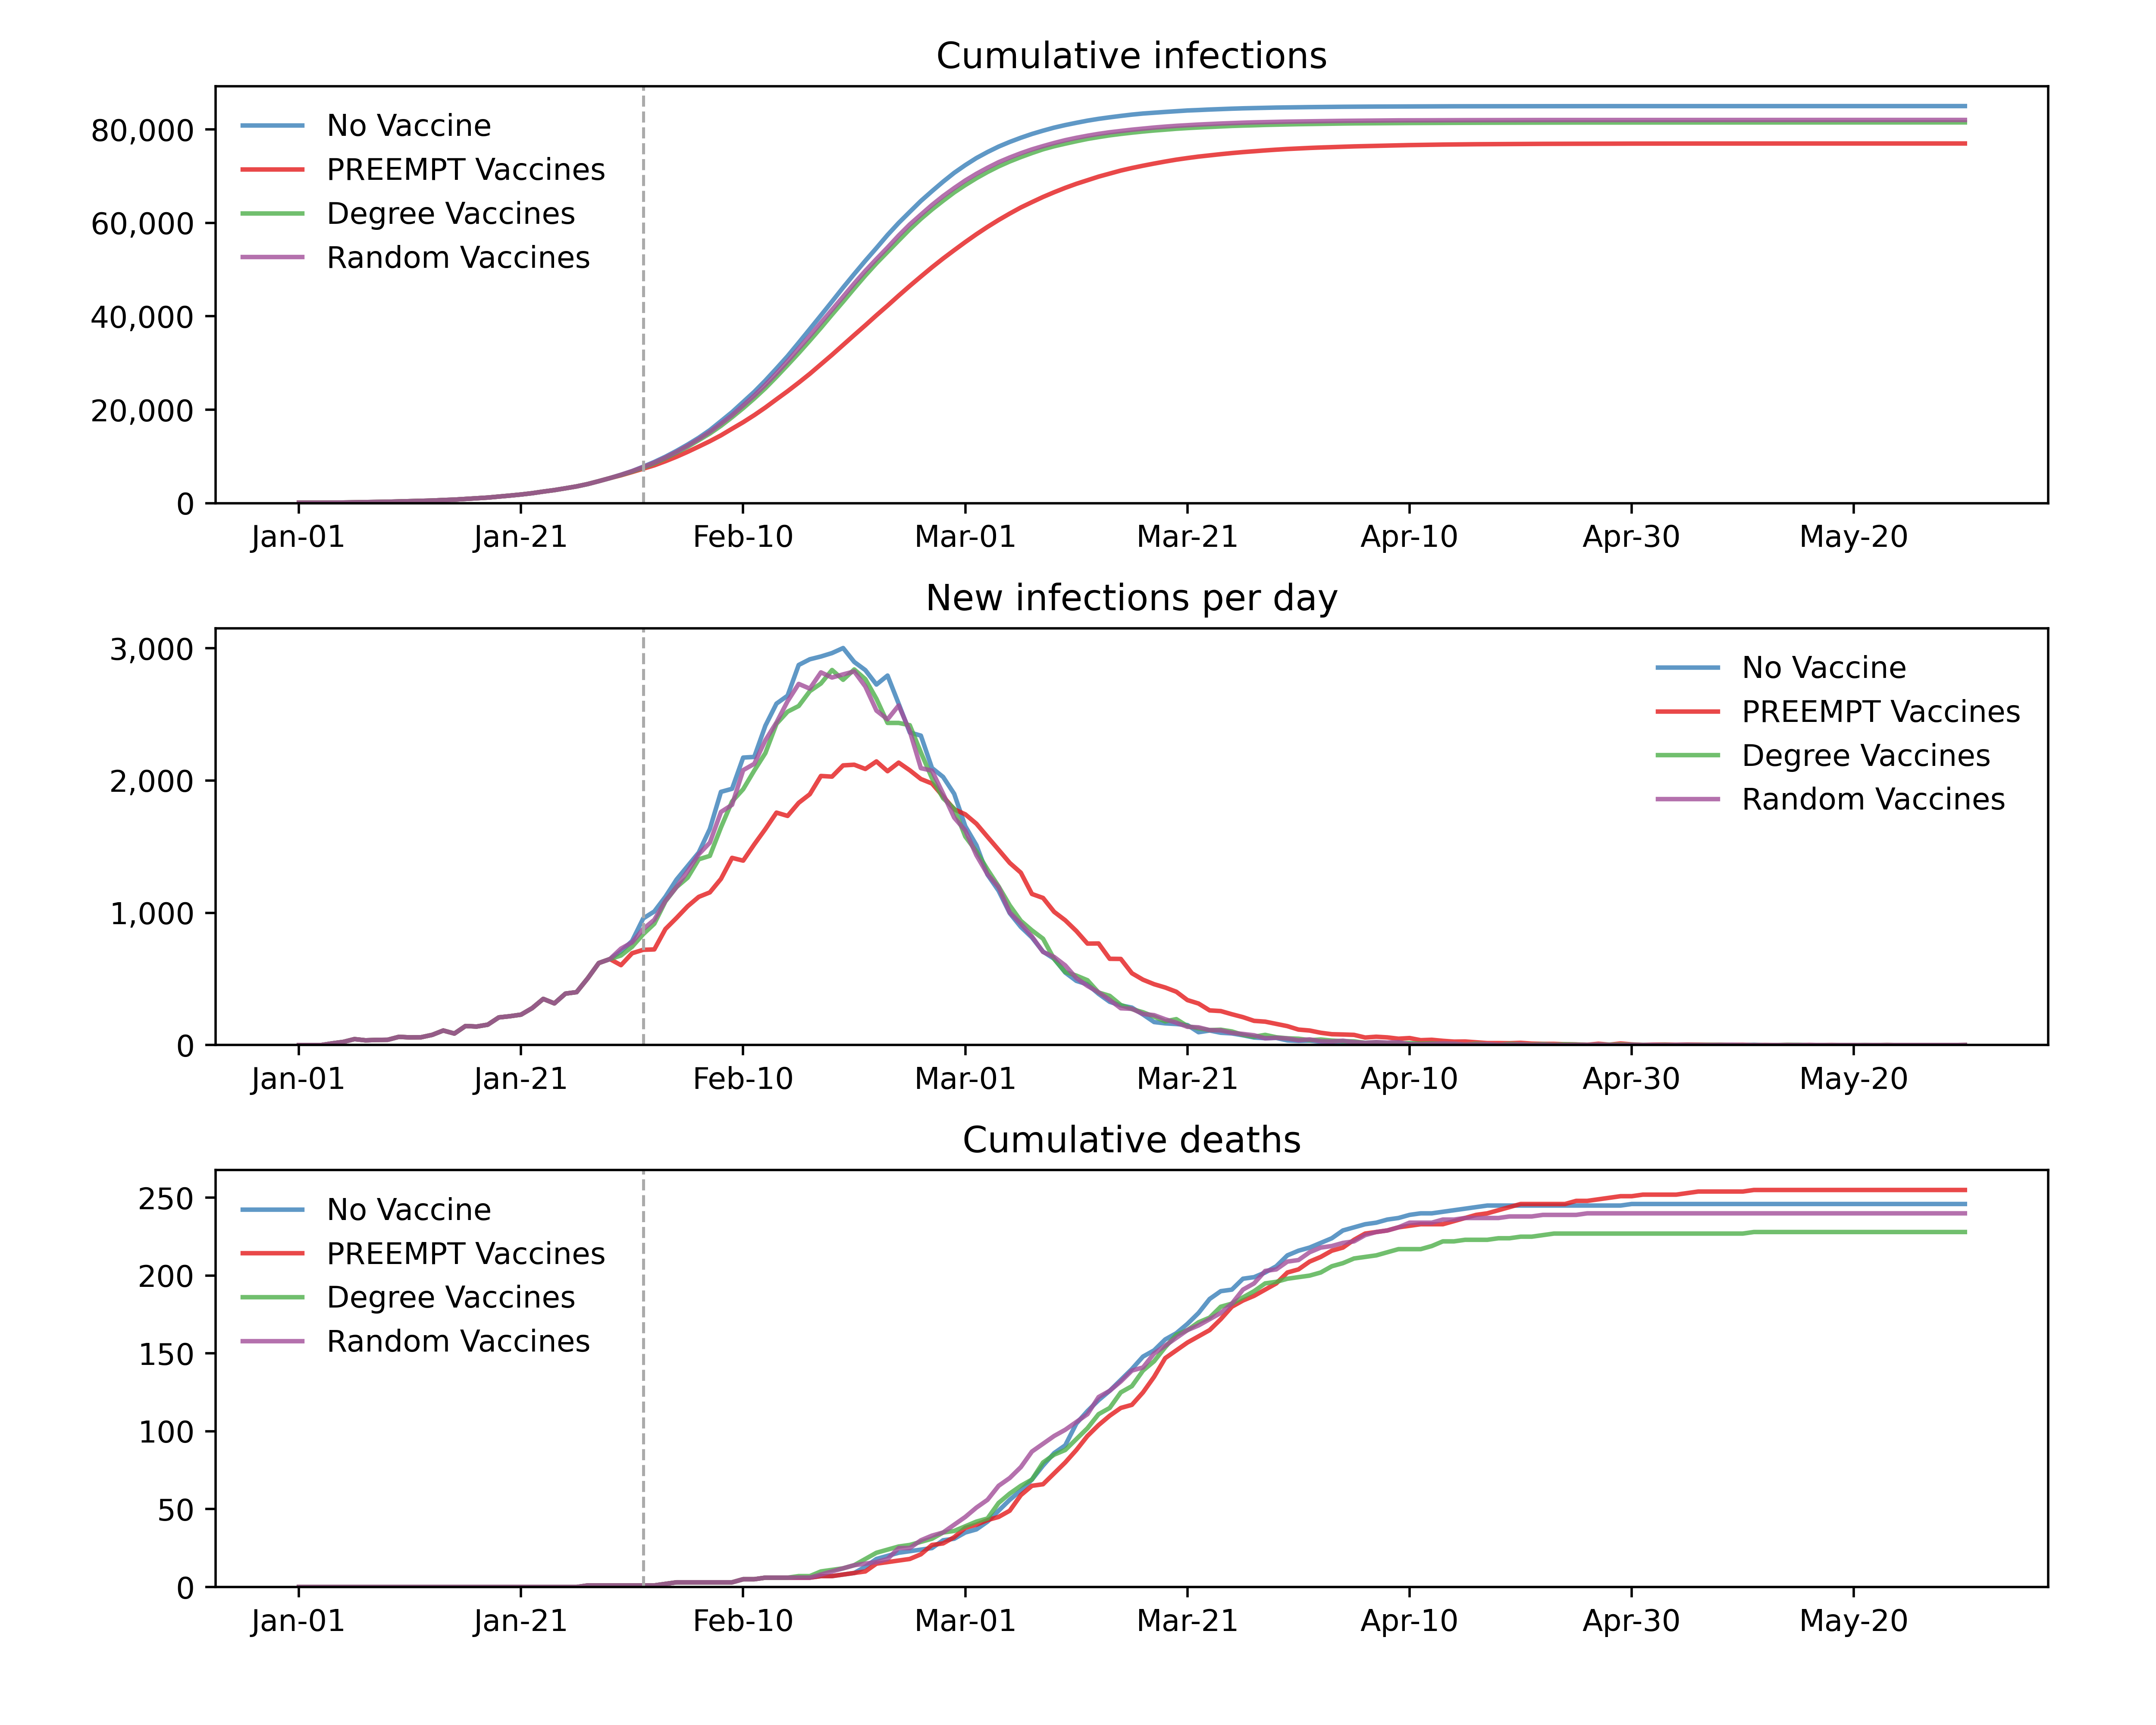 Cumulative infections
80,000
60,000
40,000
20,000
0
No Vaccine
PREEMPT Vaccines
Degree Vaccines
Random Vaccines
Jan-01 Jan-21 Feb-10 Mar-01 Mar-21 Apr-10 Apr-30 May-20
New infections per day
3,000
2,000
1,000
0
No Vaccine
PREEMPT Vaccines
Degree Vaccines
Random Vaccines
Jan-01 Jan-21 Feb-10 Mar-01 Mar-21 Apr-10 Apr-30 May-20
Cumulative deaths
250
200
150
100
50
0
No Vaccine
PREEMPT Vaccines
Degree Vaccines
Random Vaccines
Jan-01 Jan-21 Feb-10 Mar-01 Mar-21 Apr-10 Apr-30 May-20